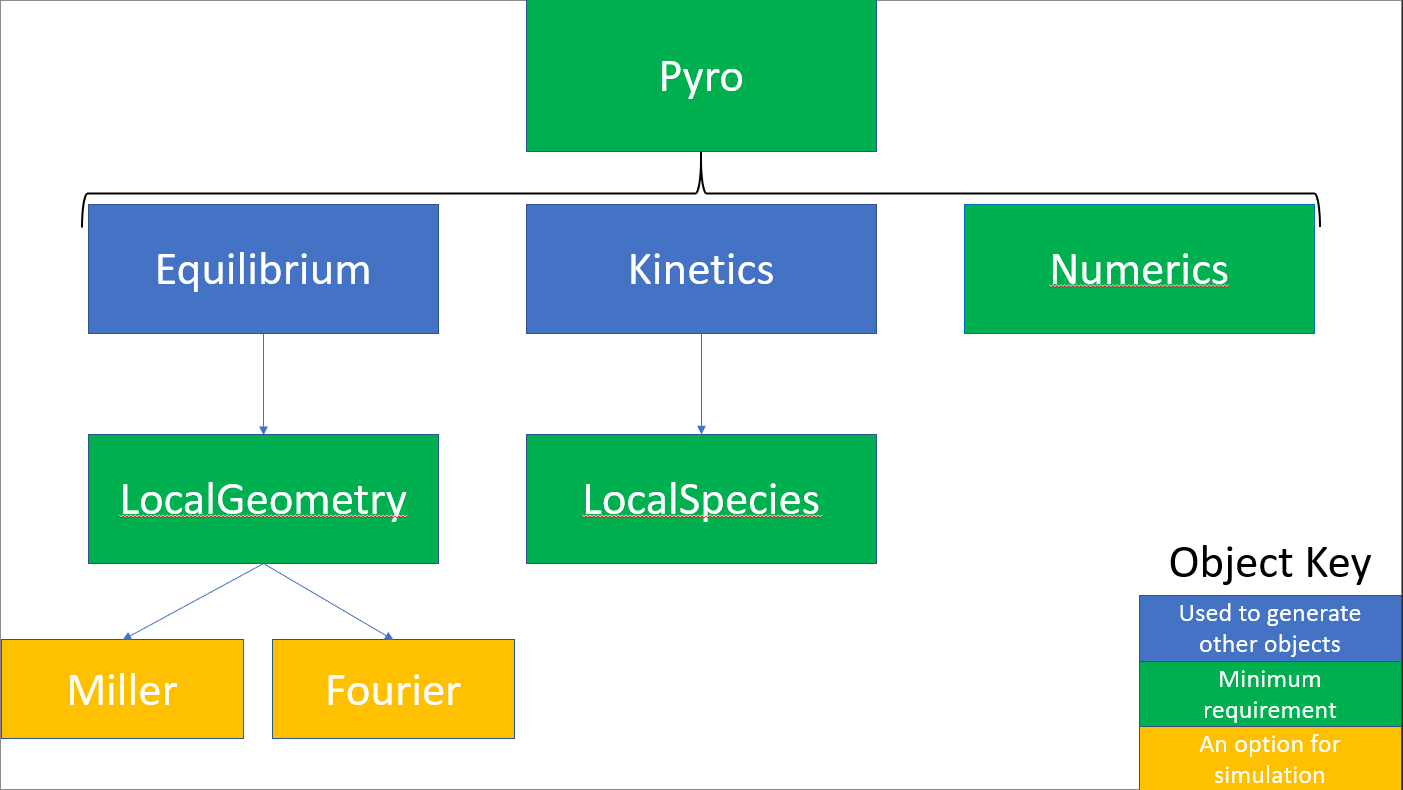 Pyro
Equilibrium
Kinetics
Numerics
LocalGeometry
LocalSpecies
Miller
Fourier
Object Key
Used to generate
other objects
Minimum
requirement
An option for
simulation